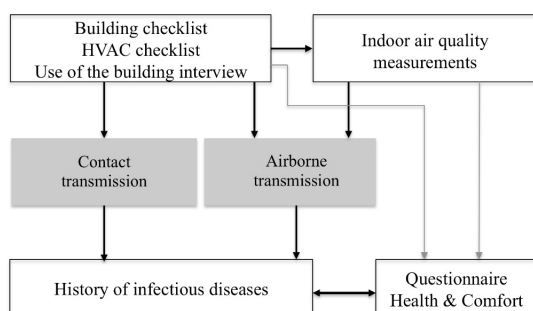 Building checklist
HVAC checklist
Use of the building interview
Indoor air quality
measurements
Contact
transmission
Airborne
transmission
History of infectious diseases
Questionnaire
Health & Comfort